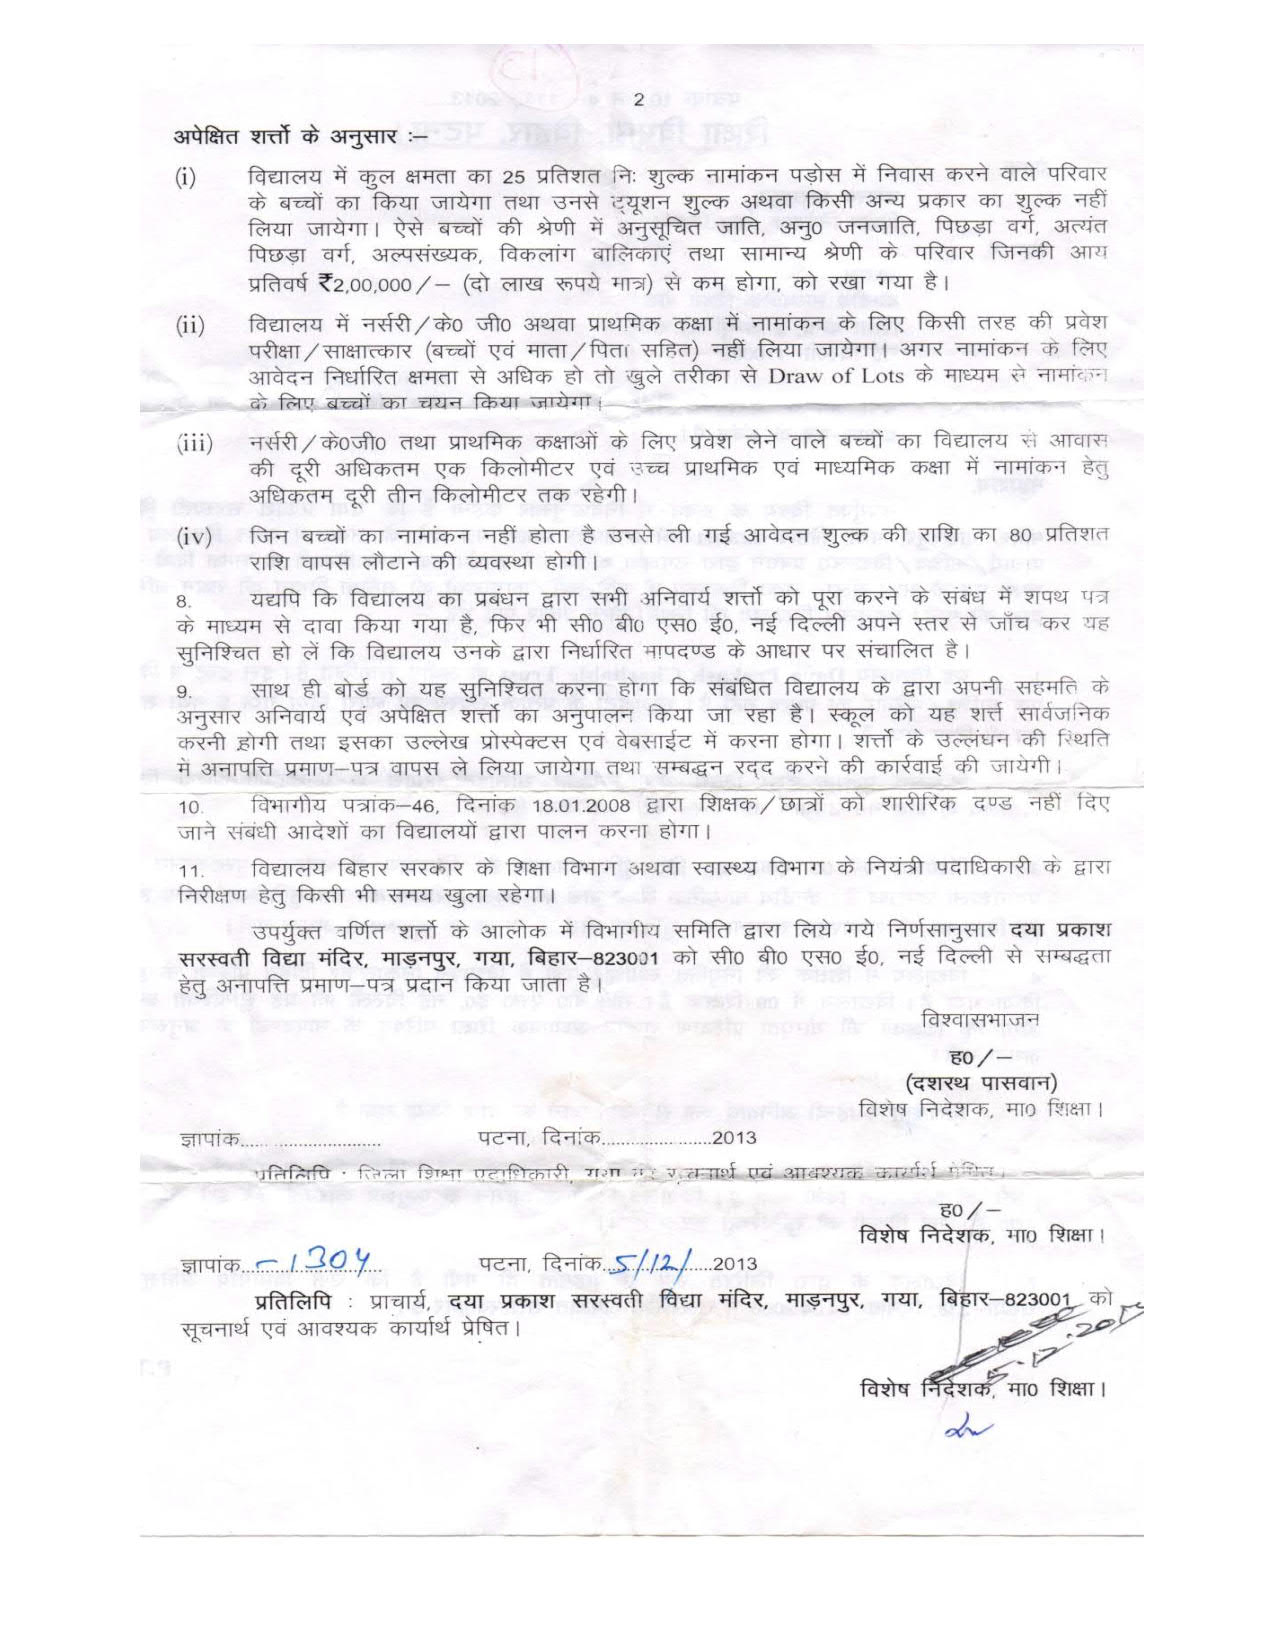 13
2
अपेक्षित शर्त्तो के अनुसार :–
(i) विद्यालय में कुल क्षमता का 25 प्रतिशत निः शुल्क नामांकन पड़ोस में निवास करने वाले परिवार
के बच्चों का किया जायेगा तथा उनसे ट्यूशन शुल्क अथवा किसी अन्य प्रकार का शुल्क नहीं
लिया जायेगा। ऐसे बच्चों की श्रेणी में अनुसूचित जाति, अनु0 जनजाति, पिछड़ा वर्ग, अत्यंत
पिछड़ा वर्ग, अल्पसंख्यक, विकलांग बालिकाएं तथा सामान्य श्रेणी के परिवार जिनकी आय
प्रतिवर्ष ₹2,00,000/– (दो लाख रूपये मात्र) से कम होगा, को रखा गया है।
(ii) विद्यालय में नर्सरी/के0 जी0 अथवा प्राथमिक कक्षा में नामांकन के लिए किसी तरह की प्रवेश
परीक्षा/साक्षात्कार (बच्चों एवं माता/पिता सहित) नहीं लिया जायेगा। अगर नामांकन के लिए
आवेदन निर्धारित क्षमता से अधिक हो तो खुले तरीका से Draw of Lots के माध्यम से नामांकन
के लिए बच्चों का चयन किया जायेगा।
(iii) नर्सरी/के0जी0 तथा प्राथमिक कक्षाओं के लिए प्रवेश लेने वाले बच्चों का विद्यालय से आवास
की दूरी अधिकतम एक किलोमीटर एवं उच्च प्राथमिक एवं माध्यमिक कक्षा में नामांकन हेतु
अधिकतम दूरी तीन किलोमीटर तक रहेगी।
(iv) जिन बच्चों का नामांकन नहीं होता है उनसे ली गई आवेदन शुल्क की राशि का 80 प्रतिशत
राशि वापस लौटाने की व्यवस्था होगी।
8. यद्यपि कि विद्यालय का प्रबंधन द्वारा सभी अनिवार्य शर्त्तो को पूरा करने के संबंध में शपथ पत्र
के माध्यम से दावा किया गया है, फिर भी सी0 बी0 एस0 ई0, नई दिल्ली अपने स्तर से जाँच कर यह
सुनिश्चित हो लें कि विद्यालय उनके द्वारा निर्धारित मापदण्ड के आधार पर संचालित है।
9. साथ ही बोर्ड को यह सुनिश्चित करना होगा कि संबंधित विद्यालय के द्वारा अपनी सहमति के
अनुसार अनिवार्य एवं अपेक्षित शर्त्तो का अनुपालन किया जा रहा है। स्कूल को यह शर्त्त सार्वजनिक
करनी होगी तथा इसका उल्लेख प्रोस्पेक्टस एवं वेबसाईट में करना होगा। शर्त्तो के उल्लंघन की स्थिति
में अनापत्ति प्रमाण–पत्र वापस ले लिया जायेगा तथा सम्बद्धन रदद करने की कार्रवाई की जायेगी।
10. विभागीय पत्रांक–46, दिनांक 18.01.2008 द्वारा शिक्षक/छात्रों को शारीरिक दण्ड नहीं दिए
जाने संबंधी आदेशों का विद्यालयों द्वारा पालन करना होगा।
11. विद्यालय बिहार सरकार के शिक्षा विभाग अथवा स्वास्थ्य विभाग के नियंत्री पदाधिकारी के द्वारा
निरीक्षण हेतु किसी भी समय खुला रहेगा।
उपर्युक्त वर्णित शर्त्तो के आलोक में विभागीय समिति द्वारा लिये गये निर्णसानुसार दया प्रकाश
सरस्वती विद्या मंदिर, माड़नपुर, गया, बिहार–823001 को सी0 बी0 एस0 ई0, नई दिल्ली से सम्बद्धता
हेतु अनापत्ति प्रमाण–पत्र प्रदान किया जाता है।
विश्वासभाजन
ह0/–
(दशरथ पासवान)
विशेष निदेशक, मा0 शिक्षा।
ज्ञापांक.............................. पटना, दिनांक......................2013
प्रतिलिपि : जिला शिक्षा पदाधिकारी, गया को सूचनार्थ एवं आवश्यक कार्यार्थ प्रेषित।
ह0/–
विशेष निदेशक, मा0 शिक्षा।
ज्ञापांक..–1304.. पटना, दिनांक..5/12/....2013
प्रतिलिपि : प्राचार्य, दया प्रकाश सरस्वती विद्या मंदिर, माड़नपुर, गया, बिहार–823001 को
सूचनार्थ एवं आवश्यक कार्यार्थ प्रेषित।
5.12.2013
विशेष निदेशक, मा0 शिक्षा।